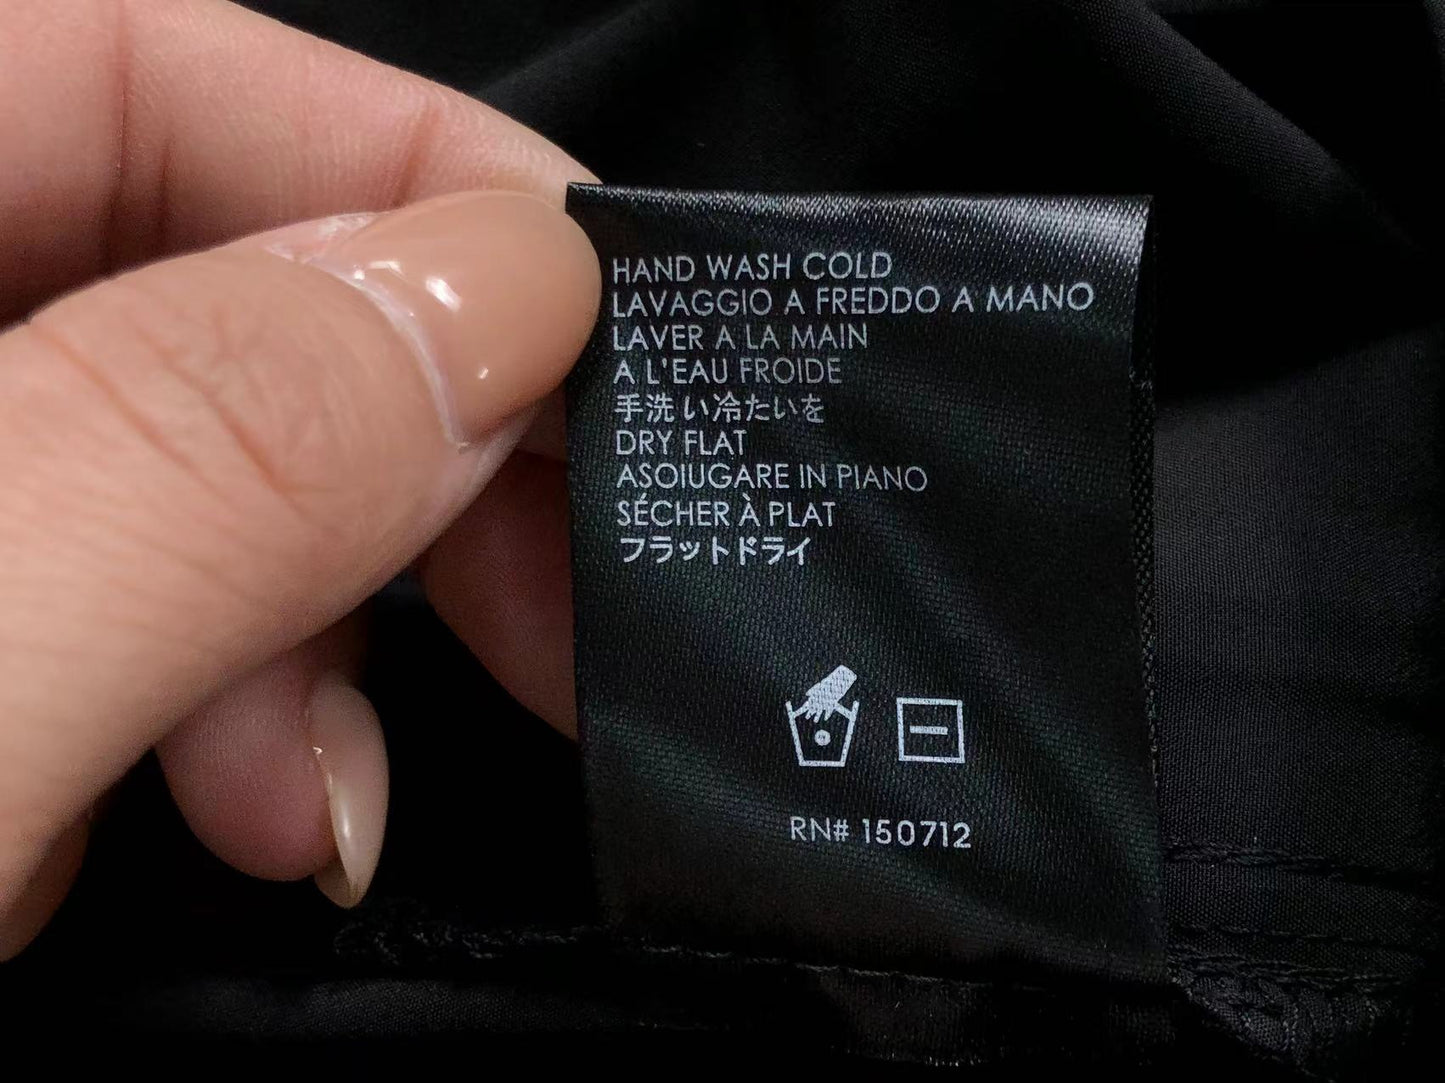 HAND WASH COLD
LAVAGGIO A FREDDO A MANO
LAVER A LA MAIN
A L'EAU FROIDE
手洗い冷たいを
DRY FLAT
ASOIUGARE IN PIANO
SÉCHER À PLAT
フラットドライ
RN# 150712